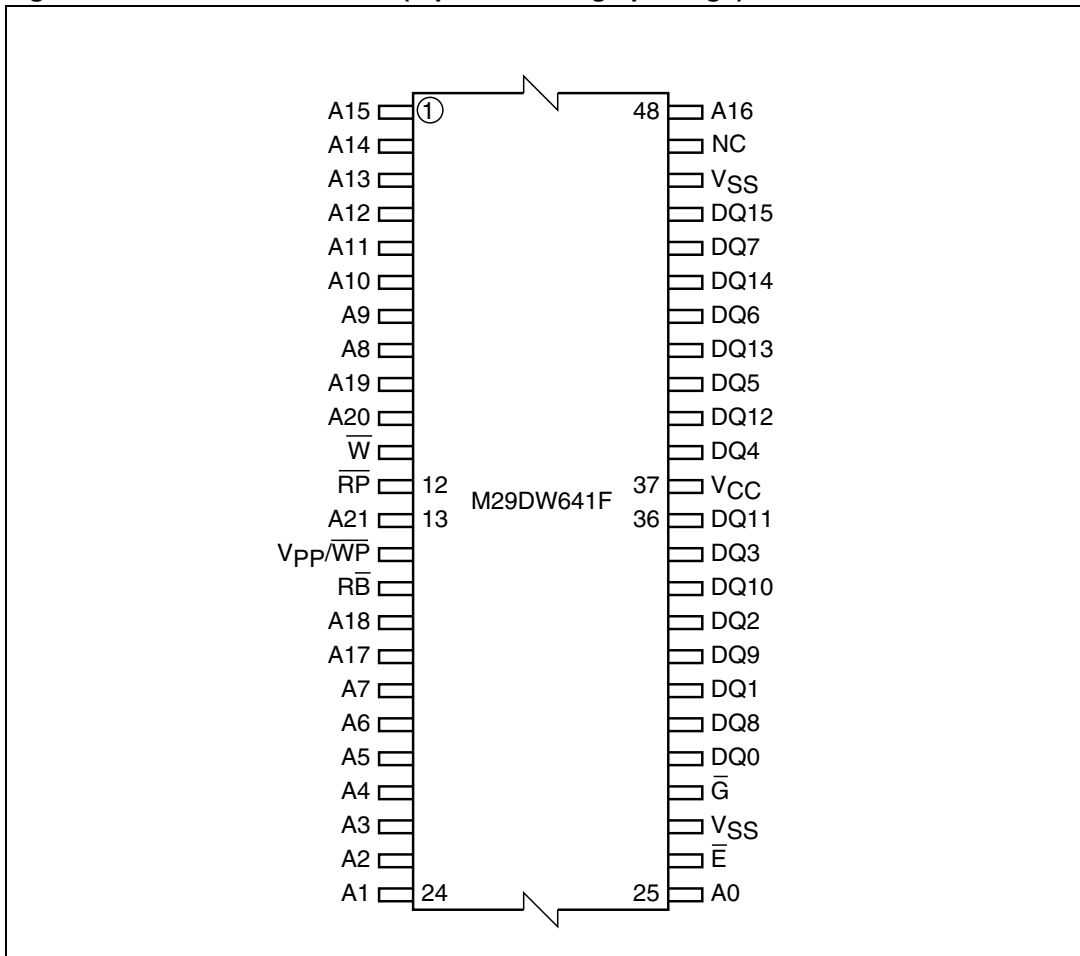 A15 1 48 A16
A14 NC
A13 VSS
A12 DQ15
A11 DQ7
A10 DQ14
A9 DQ6
A8 DQ13
A19 DQ5
A20 DQ12
W̅ DQ4
R̅P̅ 12 37 VCC
M29DW641F
A21 13 36 DQ11
VPP/W̅P̅ DQ3
RB̅ DQ10
A18 DQ2
A17 DQ9
A7 DQ1
A6 DQ8
A5 DQ0
A4 G̅
A3 VSS
A2 E̅
A1 24 25 A0